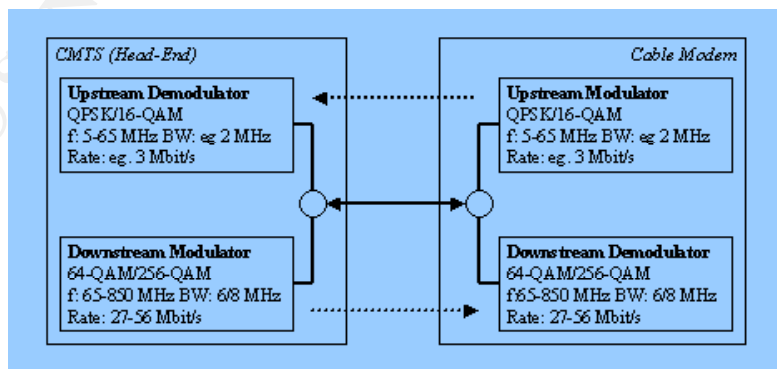 CMTS (Head-End)
Upstream Demodulator
QPSK/16-QAM
f: 5-65 MHz BW: eg 2 MHz
Rate: eg. 3 Mbit/s
Downstream Modulator
64-QAM/256-QAM
f: 65-850 MHz BW: 6/8 MHz
Rate: 27-56 Mbit/s
Cable Modem
Upstream Modulator
QPSK/16-QAM
f: 5-65 MHz BW: eg 2 MHz
Rate: eg. 3 Mbit/s
Downstream Demodulator
64-QAM/256-QAM
f:65-850 MHz BW: 6/8 MHz
Rate: 27-56 Mbit/s